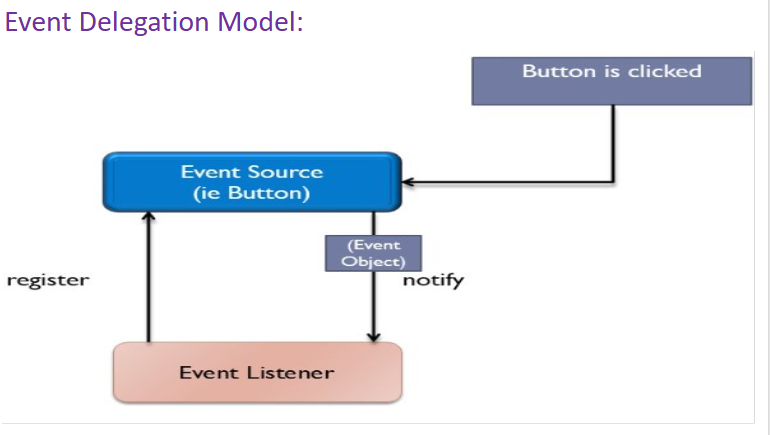 Event Delegation Model:
Button is clicked
Event Source
(ie Button)
(Event
Object)
register
notify
Event Listener